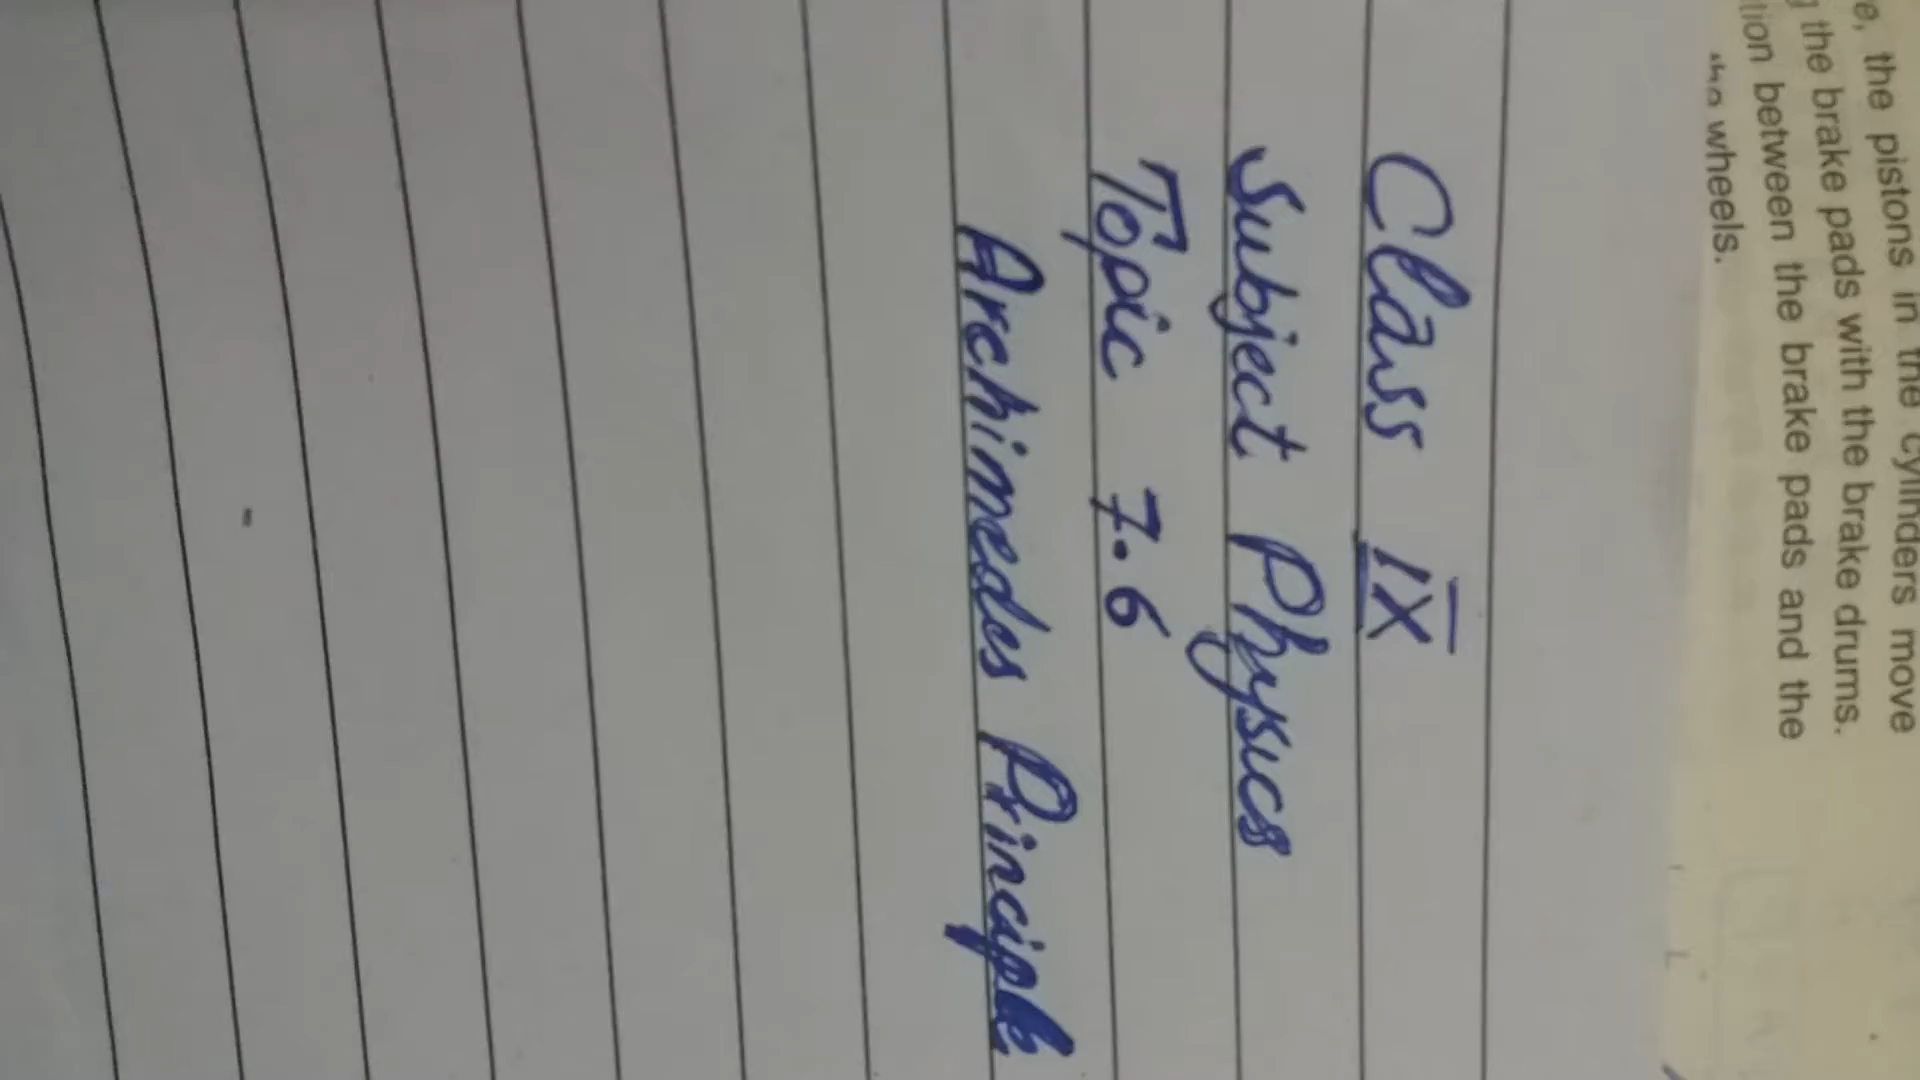 Class IX
Subject Physics
Topic 7.6
Archimedes Principle
the pistons in the cylinders move
the brake pads with the brake drums.
between the brake pads and the
wheels.